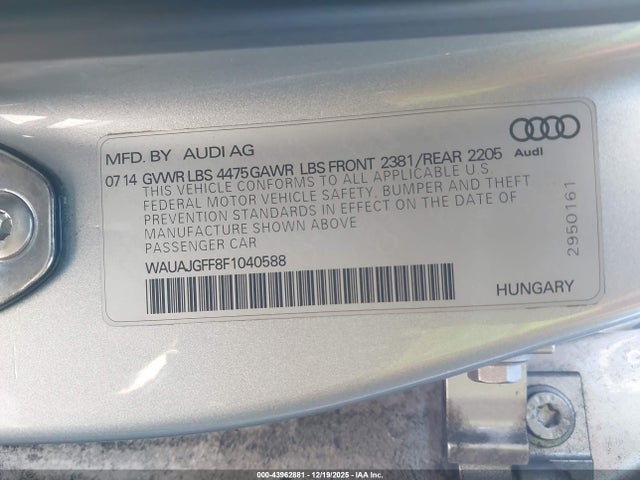 MFD. BY AUDI AG
Audi
07 14 GVWR LBS 4475 GAWR LBS FRONT 2381/REAR 2205
THIS VEHICLE CONFORMS TO ALL APPLICABLE U.S
FEDERAL MOTOR VEHICLE SAFETY, BUMPER AND THEFT
PREVENTION STANDARDS IN EFFECT ON THE DATE OF
MANUFACTURE SHOWN ABOVE
PASSENGER CAR
WAUAJGFF8F1040588
HUNGARY
2950161
000-43962881 - 12/19/2025 - IAAI, Inc.